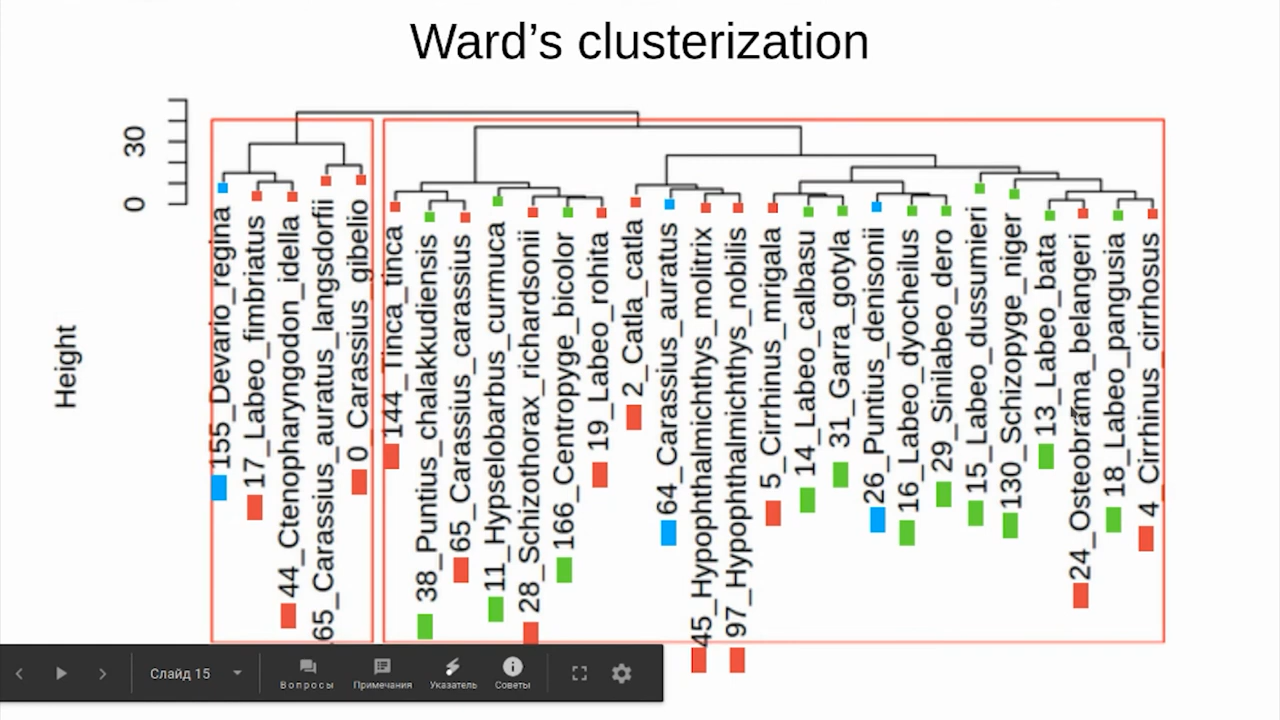 Ward’s clusterization
Height
0
30
155_Devario_regina
17_Labeo_fimbriatus
44_Ctenopharyngodon_idella
65_Carassius_auratus_langsdorfii
0_Carassius_gibelio
144_Tinca_tinca
38_Puntius_chalakkudiensis
65_Carassius_carassius
11_Hypselobarbus_curmuca
28_Schizothorax_richardsonii
166_Centropyge_bicolor
19_Labeo_rohita
2_Catla_catla
64_Carassius_auratus
45_Hypophthalmichthys_molitrix
97_Hypophthalmichthys_nobilis
5_Cirrhinus_mrigala
14_Labeo_calbasu
31_Garra_gotyla
26_Puntius_denisonii
16_Labeo_dyocheilus
29_Sinilabeo_dero
15_Labeo_dussumieri
130_Schizopyge_niger
13_Labeo_bata
24_Osteobrama_belangeri
18_Labeo_pangusia
4_Cirrhinus_cirrhosus
Слайд 15
Вопросы
Примечания
Указатель
Советы